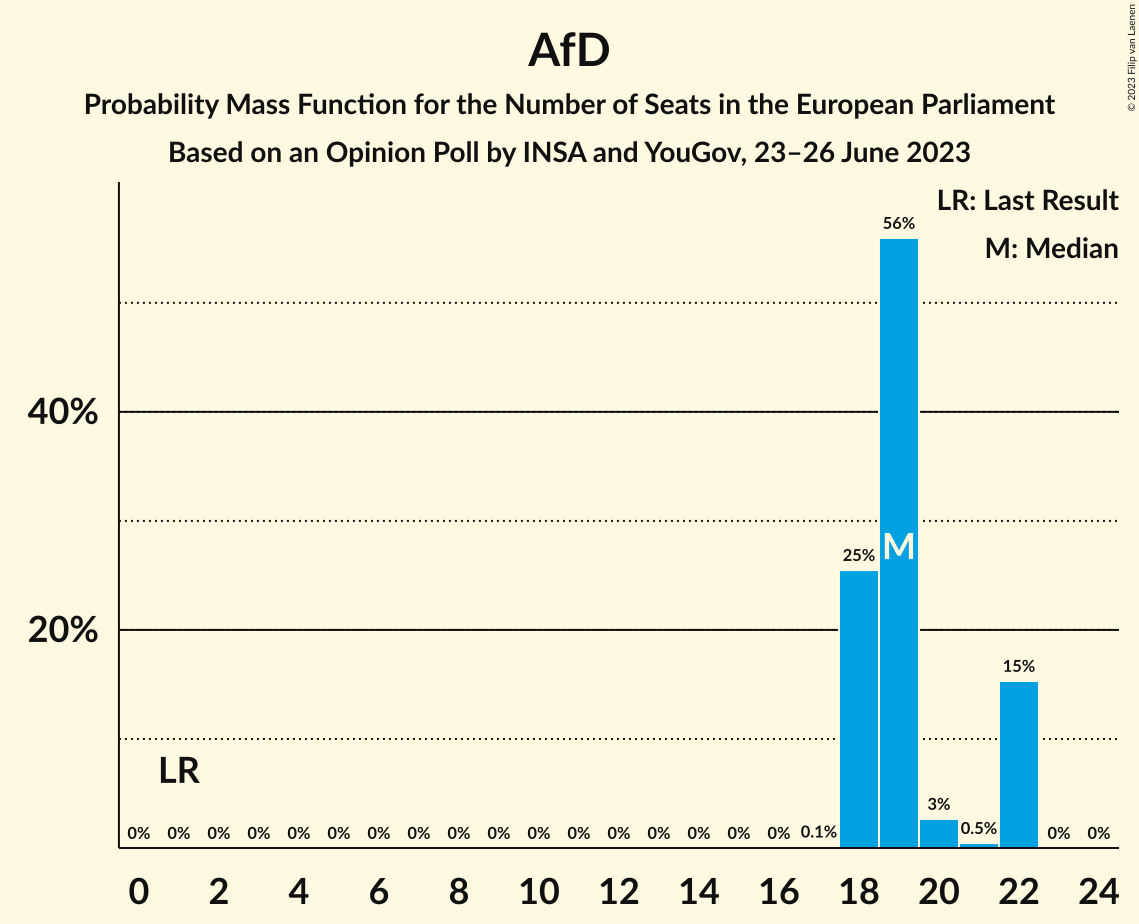 AfD
Probability Mass Function for the Number of Seats in the European Parliament
Based on an Opinion Poll by INSA and YouGov, 23–26 June 2023
© 2023 Filip van Laenen
LR: Last Result
M: Median
56%
40%
25%
M
20%
15%
LR
3%
0% 0% 0% 0% 0% 0% 0% 0% 0% 0% 0% 0% 0% 0% 0% 0% 0% 0.1% 0.5% 0% 0%
0 2 4 6 8 10 12 14 16 18 20 22 24